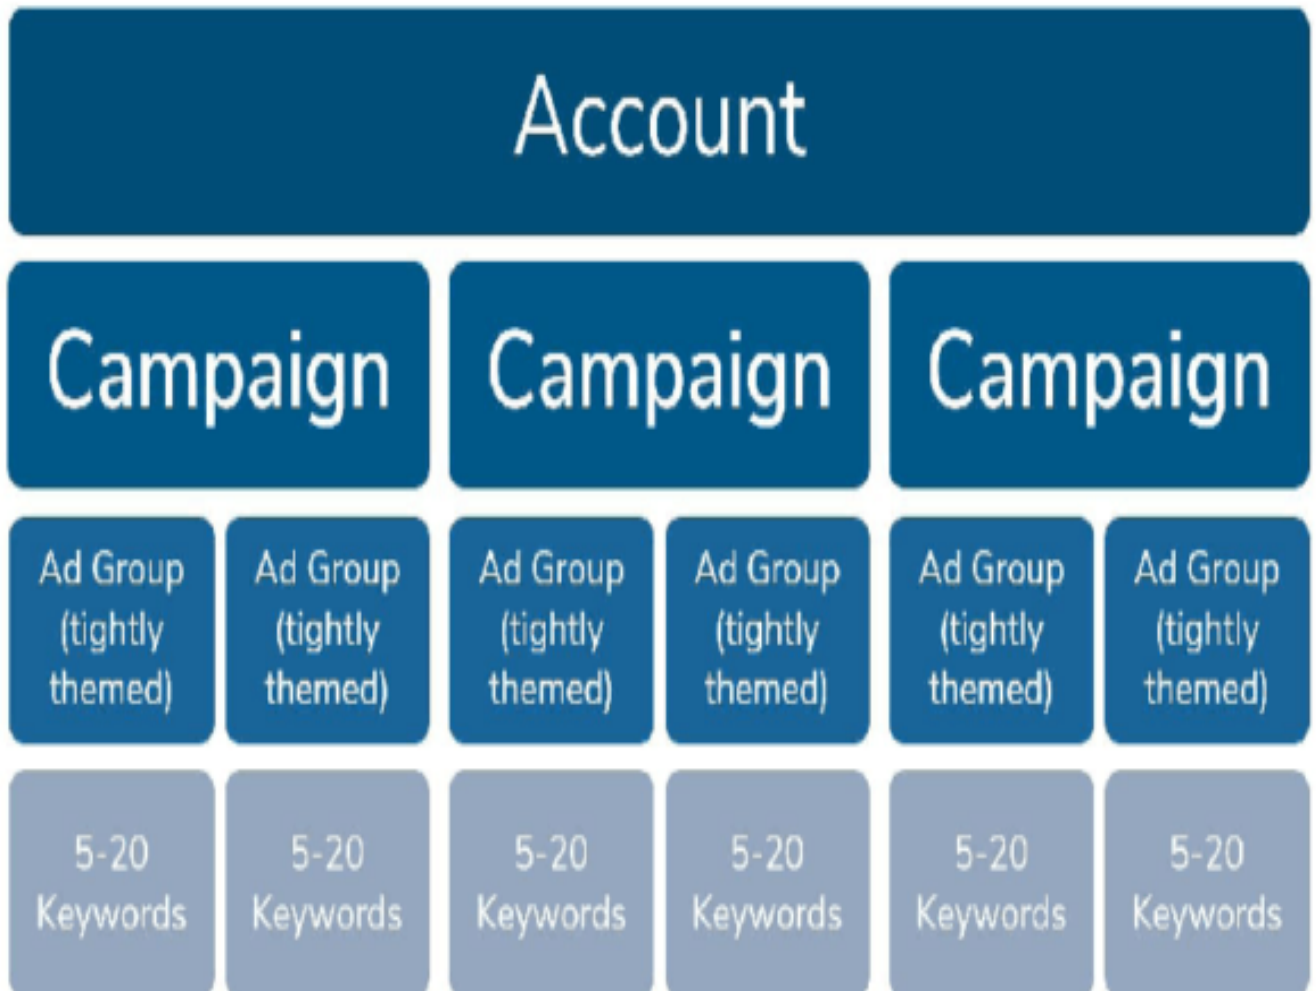 Account
Campaign
Campaign
Campaign
Ad Group
(tightly
themed)
Ad Group
(tightly
themed)
Ad Group
(tightly
themed)
Ad Group
(tightly
themed)
Ad Group
(tightly
themed)
Ad Group
(tightly
themed)
5-20
Keywords
5-20
Keywords
5-20
Keywords
5-20
Keywords
5-20
Keywords
5-20
Keywords